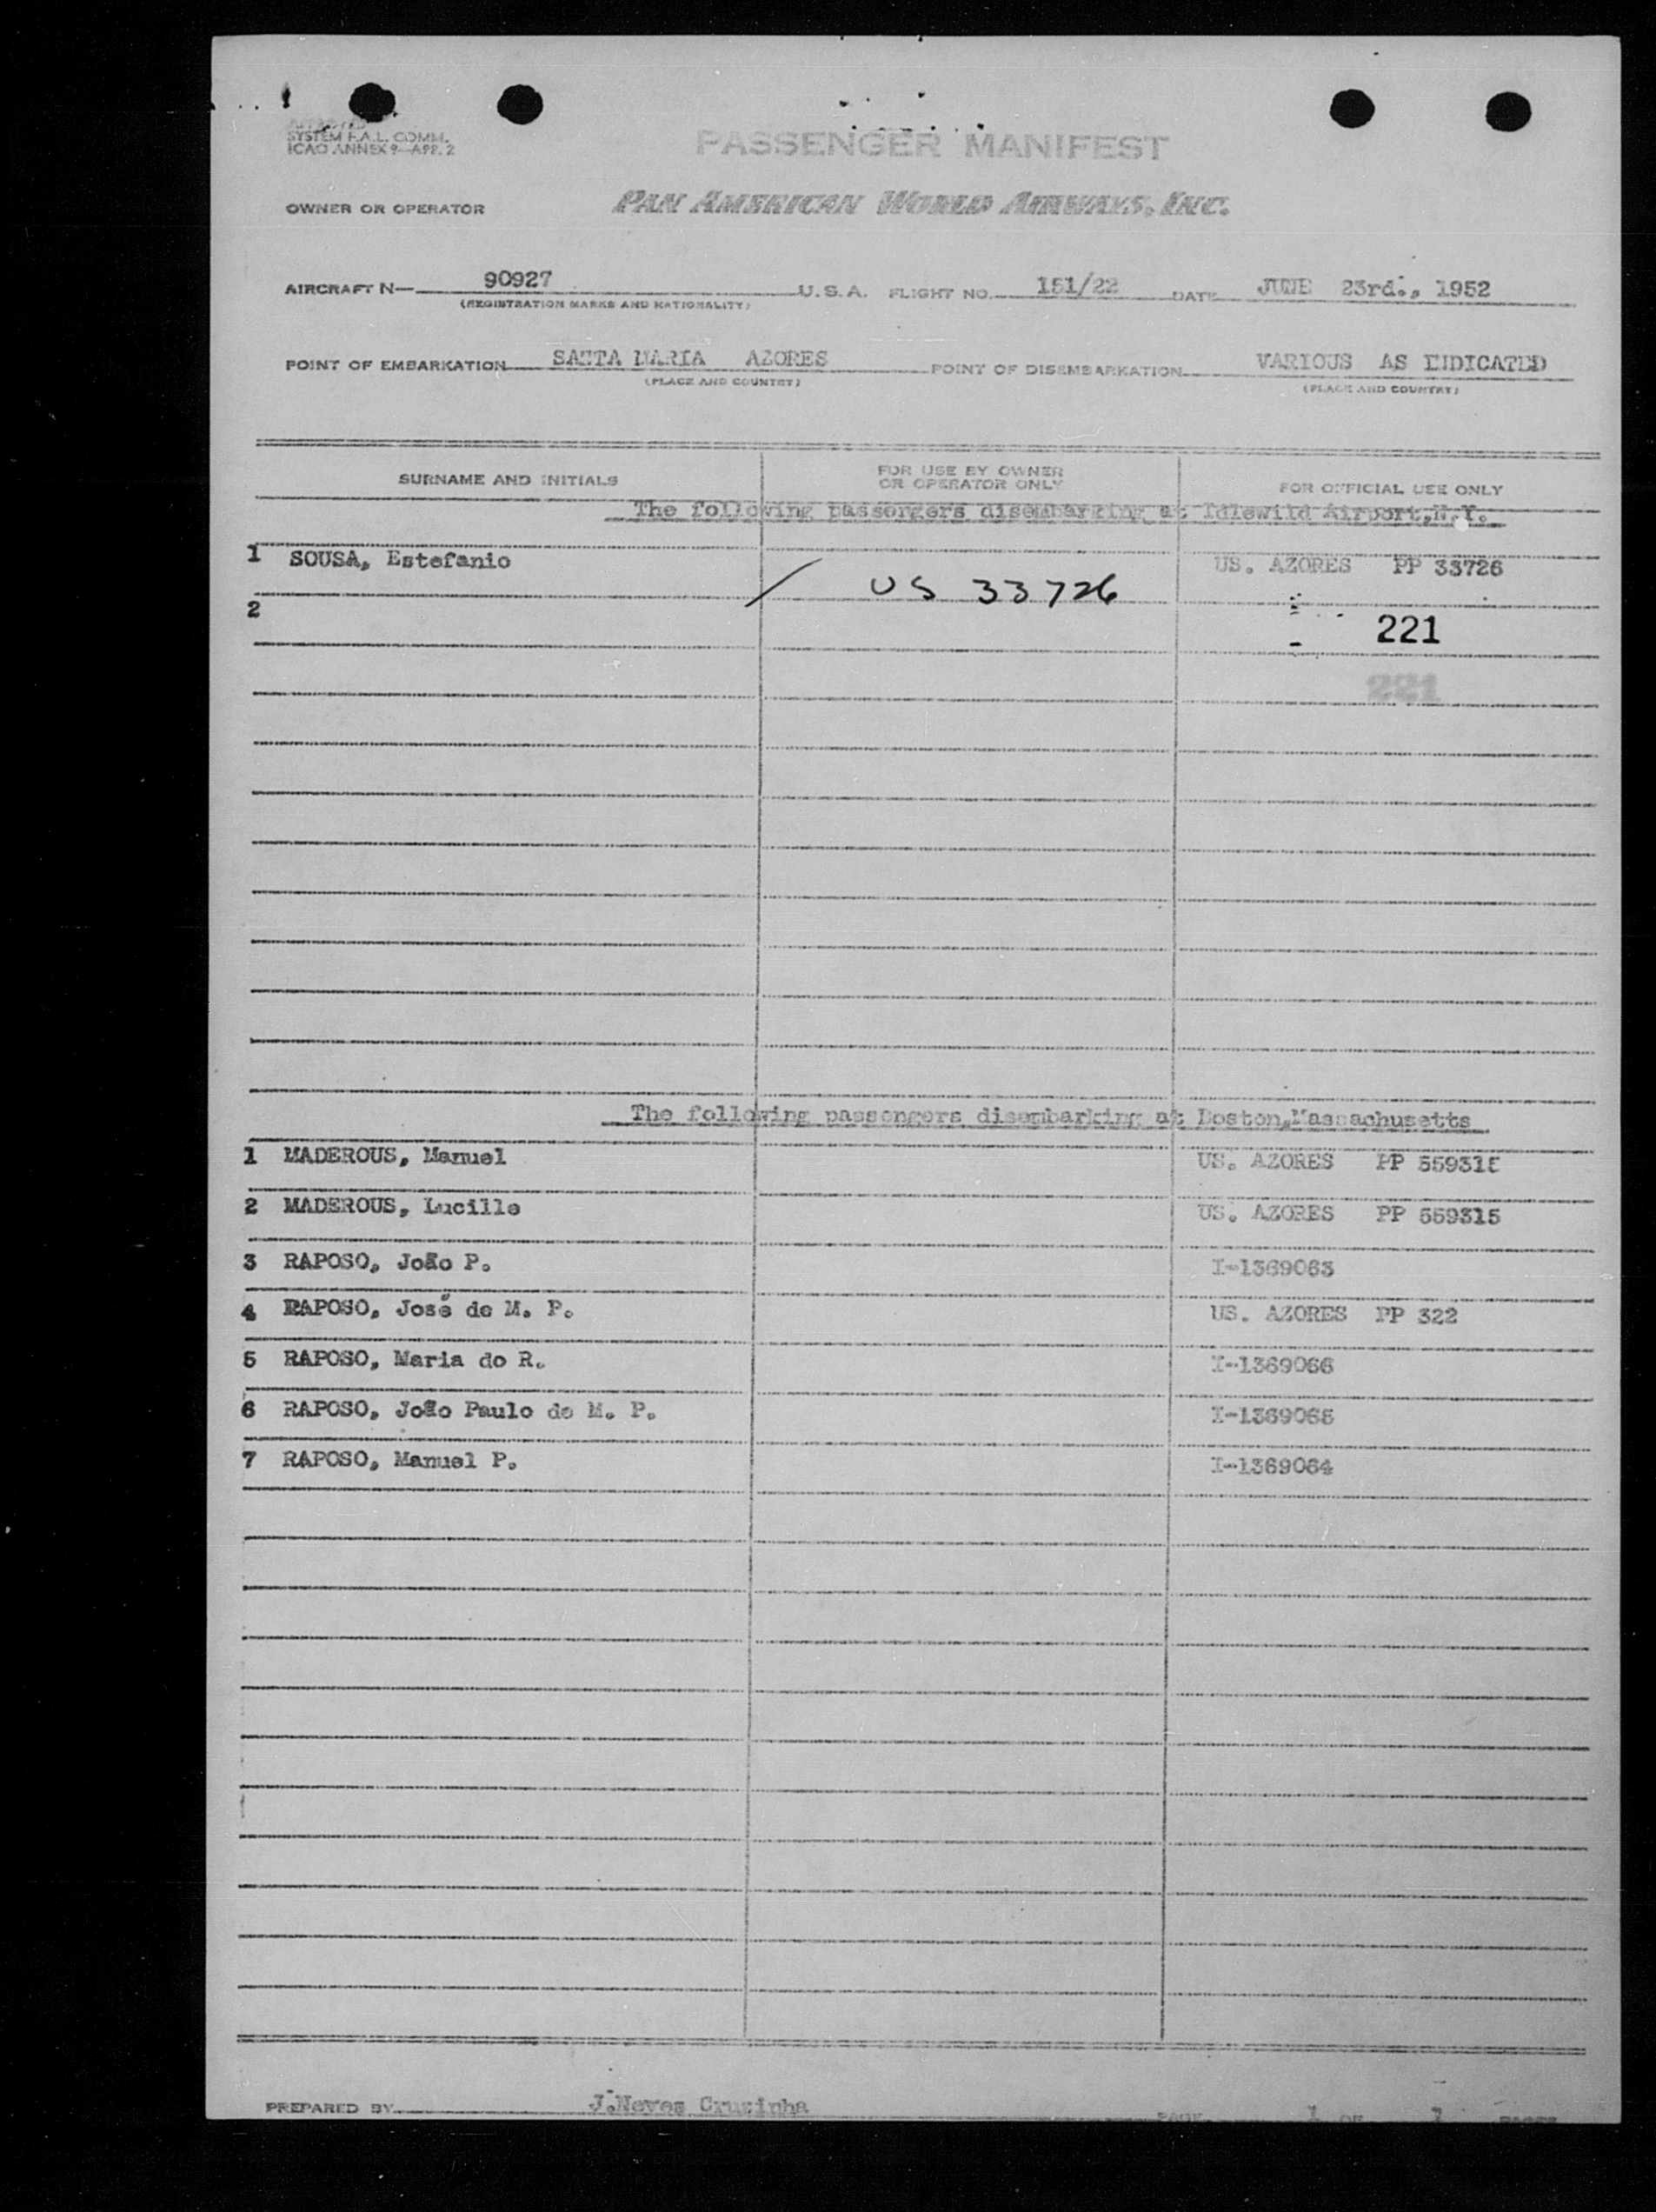 SYSTEM F.A.L. COMM.
ICAO ANNEX 9—APP. 2
PASSENGER MANIFEST
OWNER OR OPERATOR PAN AMERICAN WORLD AIRWAYS, INC.
AIRCRAFT N— 90927 U.S.A. FLIGHT NO. 151/22 DATE JUNE 23rd., 1952
(REGISTRATION MARKS AND NATIONALITY)
POINT OF EMBARKATION SANTA MARIA AZORES POINT OF DISEMBARKATION VARIOUS AS INDICATED
(PLACE AND COUNTRY) (PLACE AND COUNTRY)
SURNAME AND INITIALS FOR USE BY OWNER OR OPERATOR ONLY FOR OFFICIAL USE ONLY
The following passengers disembarking at Idlewild Airport, N.Y.
1 SOUSA, Estefanio US. AZORES PP 33726
/ US 33726
2
221
221
The following passengers disembarking at Boston, Massachusetts
1 MADEROUS, Manuel US. AZORES PP 559315
2 MADEROUS, Lucille US. AZORES PP 559315
3 RAPOSO, João P. I-1369063
4 RAPOSO, José de M. P. US. AZORES PP 322
5 RAPOSO, Maria do R. I-1369066
6 RAPOSO, João Paulo de M. P. I-1369065
7 RAPOSO, Manuel P. I-1369064
PREPARED BY J. Neves Cruzinha PAGE 1 OF 1 PAGES